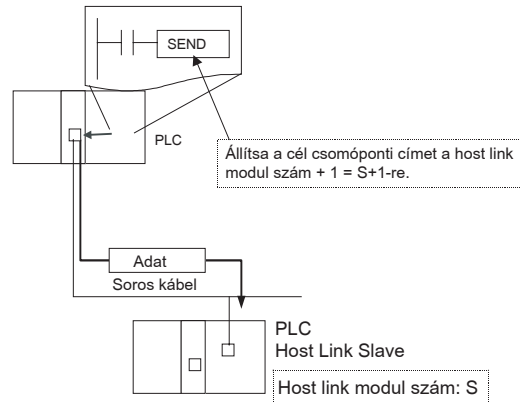 SEND
PLC
Állítsa a cél csomóponti címet a host link
modul szám + 1 = S+1-re.
Adat
Soros kábel
PLC
Host Link Slave
Host link modul szám: S